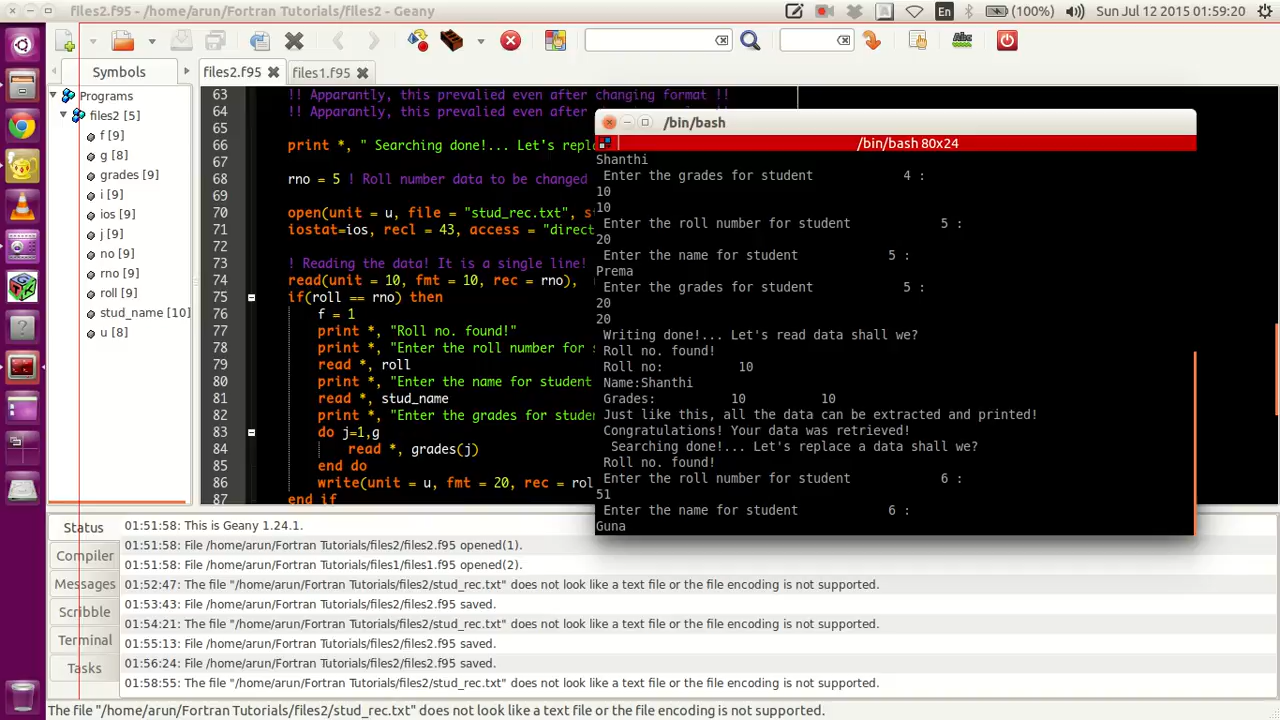 files2.f95 - /home/arun/Fortran Tutorials/files2 - Geany
En
(100%)
Sun Jul 12 2015 01:59:20
Symbols
files2.f95
files1.f95
Programs
files2 [5]
f [9]
g [8]
grades [9]
i [9]
ios [9]
j [9]
no [9]
rno [9]
roll [9]
stud_name [10]
u [8]
63 !! Apparantly, this prevalied even after changing format !!
64 !! Apparantly, this prevalied even after
65
66 print *, " Searching done!... Let's repla
67
68 rno = 5 ! Roll number data to be changed
69
70 open(unit = u, file = "stud_rec.txt",
71 iostat=ios, recl = 43, access = "direct
72
73 ! Reading the data! It is a single line!
74 read(unit = 10, fmt = 10, rec = rno),
75 if(roll == rno) then
76 f = 1
77 print *, "Roll no. found!"
78 print *, "Enter the roll number for
79 read *, roll
80 print *, "Enter the name for student
81 read *, stud_name
82 print *, "Enter the grades for stude
83 do j=1,g
84 read *, grades(j)
85 end do
86 write(unit = u, fmt = 20, rec = rol
87 end if
/bin/bash
/bin/bash 80x24
Shanthi
Enter the grades for student 4 :
10
10
Enter the roll number for student 5 :
20
Enter the name for student 5 :
Prema
Enter the grades for student 5 :
20
20
Writing done!... Let's read data shall we?
Roll no. found!
Roll no: 10
Name:Shanthi
Grades: 10 10
Just like this, all the data can be extracted and printed!
Congratulations! Your data was retrieved!
Searching done!... Let's replace a data shall we?
Roll no. found!
Enter the roll number for student 6 :
51
Enter the name for student 6 :
Guna
Status
Compiler
Messages
Scribble
Terminal
Tasks
01:51:58: This is Geany 1.24.1.
01:51:58: File /home/arun/Fortran Tutorials/files2/files2.f95 opened(1).
01:51:58: File /home/arun/Fortran Tutorials/files1/files1.f95 opened(2).
01:52:47: The file "/home/arun/Fortran Tutorials/files2/stud_rec.txt" does not look like a text file or the file encoding is not supported.
01:53:43: File /home/arun/Fortran Tutorials/files2/files2.f95 saved.
01:54:21: The file "/home/arun/Fortran Tutorials/files2/stud_rec.txt" does not look like a text file or the file encoding is not supported.
01:55:13: File /home/arun/Fortran Tutorials/files2/files2.f95 saved.
01:56:24: File /home/arun/Fortran Tutorials/files2/files2.f95 saved.
01:58:55: The file "/home/arun/Fortran Tutorials/files2/stud_rec.txt" does not look like a text file or the file encoding is not supported.
The file "/home/arun/Fortran Tutorials/files2/stud_rec.txt" does not look like a text file or the file encoding is not supported.